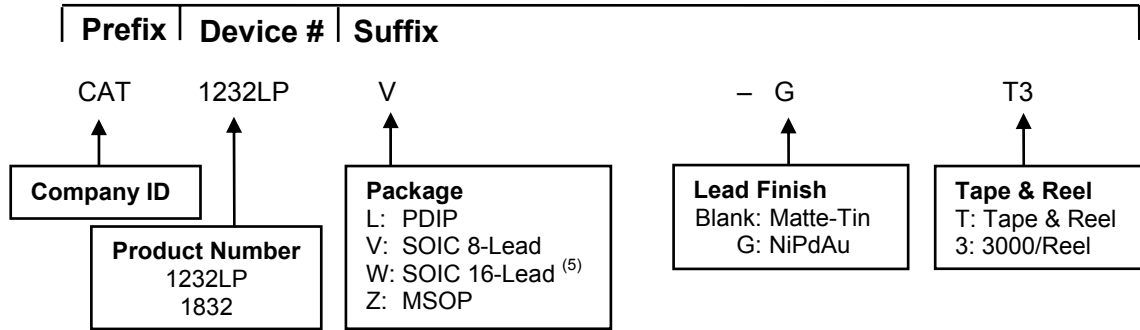 Prefix Device # Suffix
CAT 1232LP V – G T3
Company ID
Product Number
1232LP
1832
Package
L: PDIP
V: SOIC 8-Lead
W: SOIC 16-Lead (5)
Z: MSOP
Lead Finish
Blank: Matte-Tin
G: NiPdAu
Tape & Reel
T: Tape & Reel
3: 3000/Reel